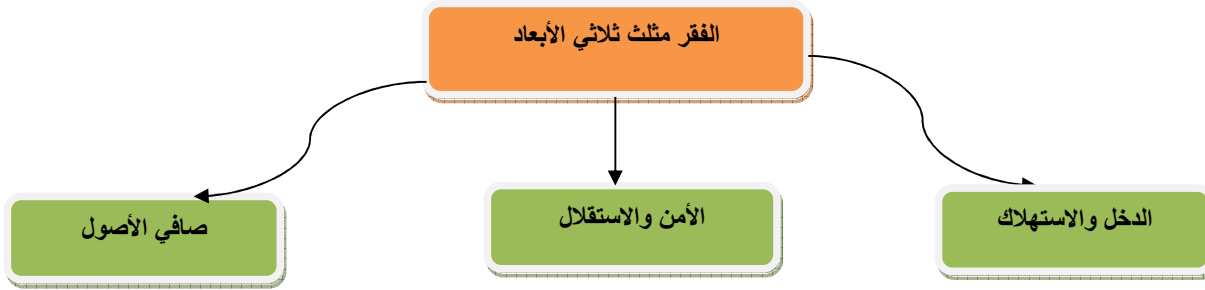 الفقر مثلث ثلاثي الأبعاد
الدخل والاستهلاك
الأمن والاستقلال
صافي الأصول